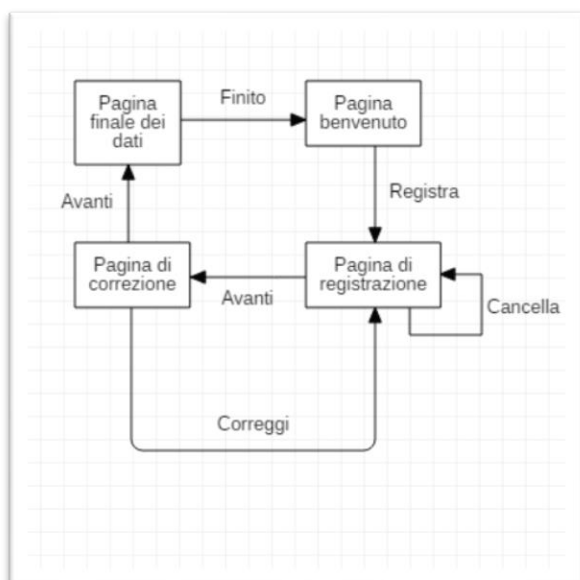 Pagina
finale dei
dati
Finito
Pagina
benvenuto
Avanti
Registra
Pagina di
correzione
Avanti
Pagina di
registrazione
Cancella
Correggi